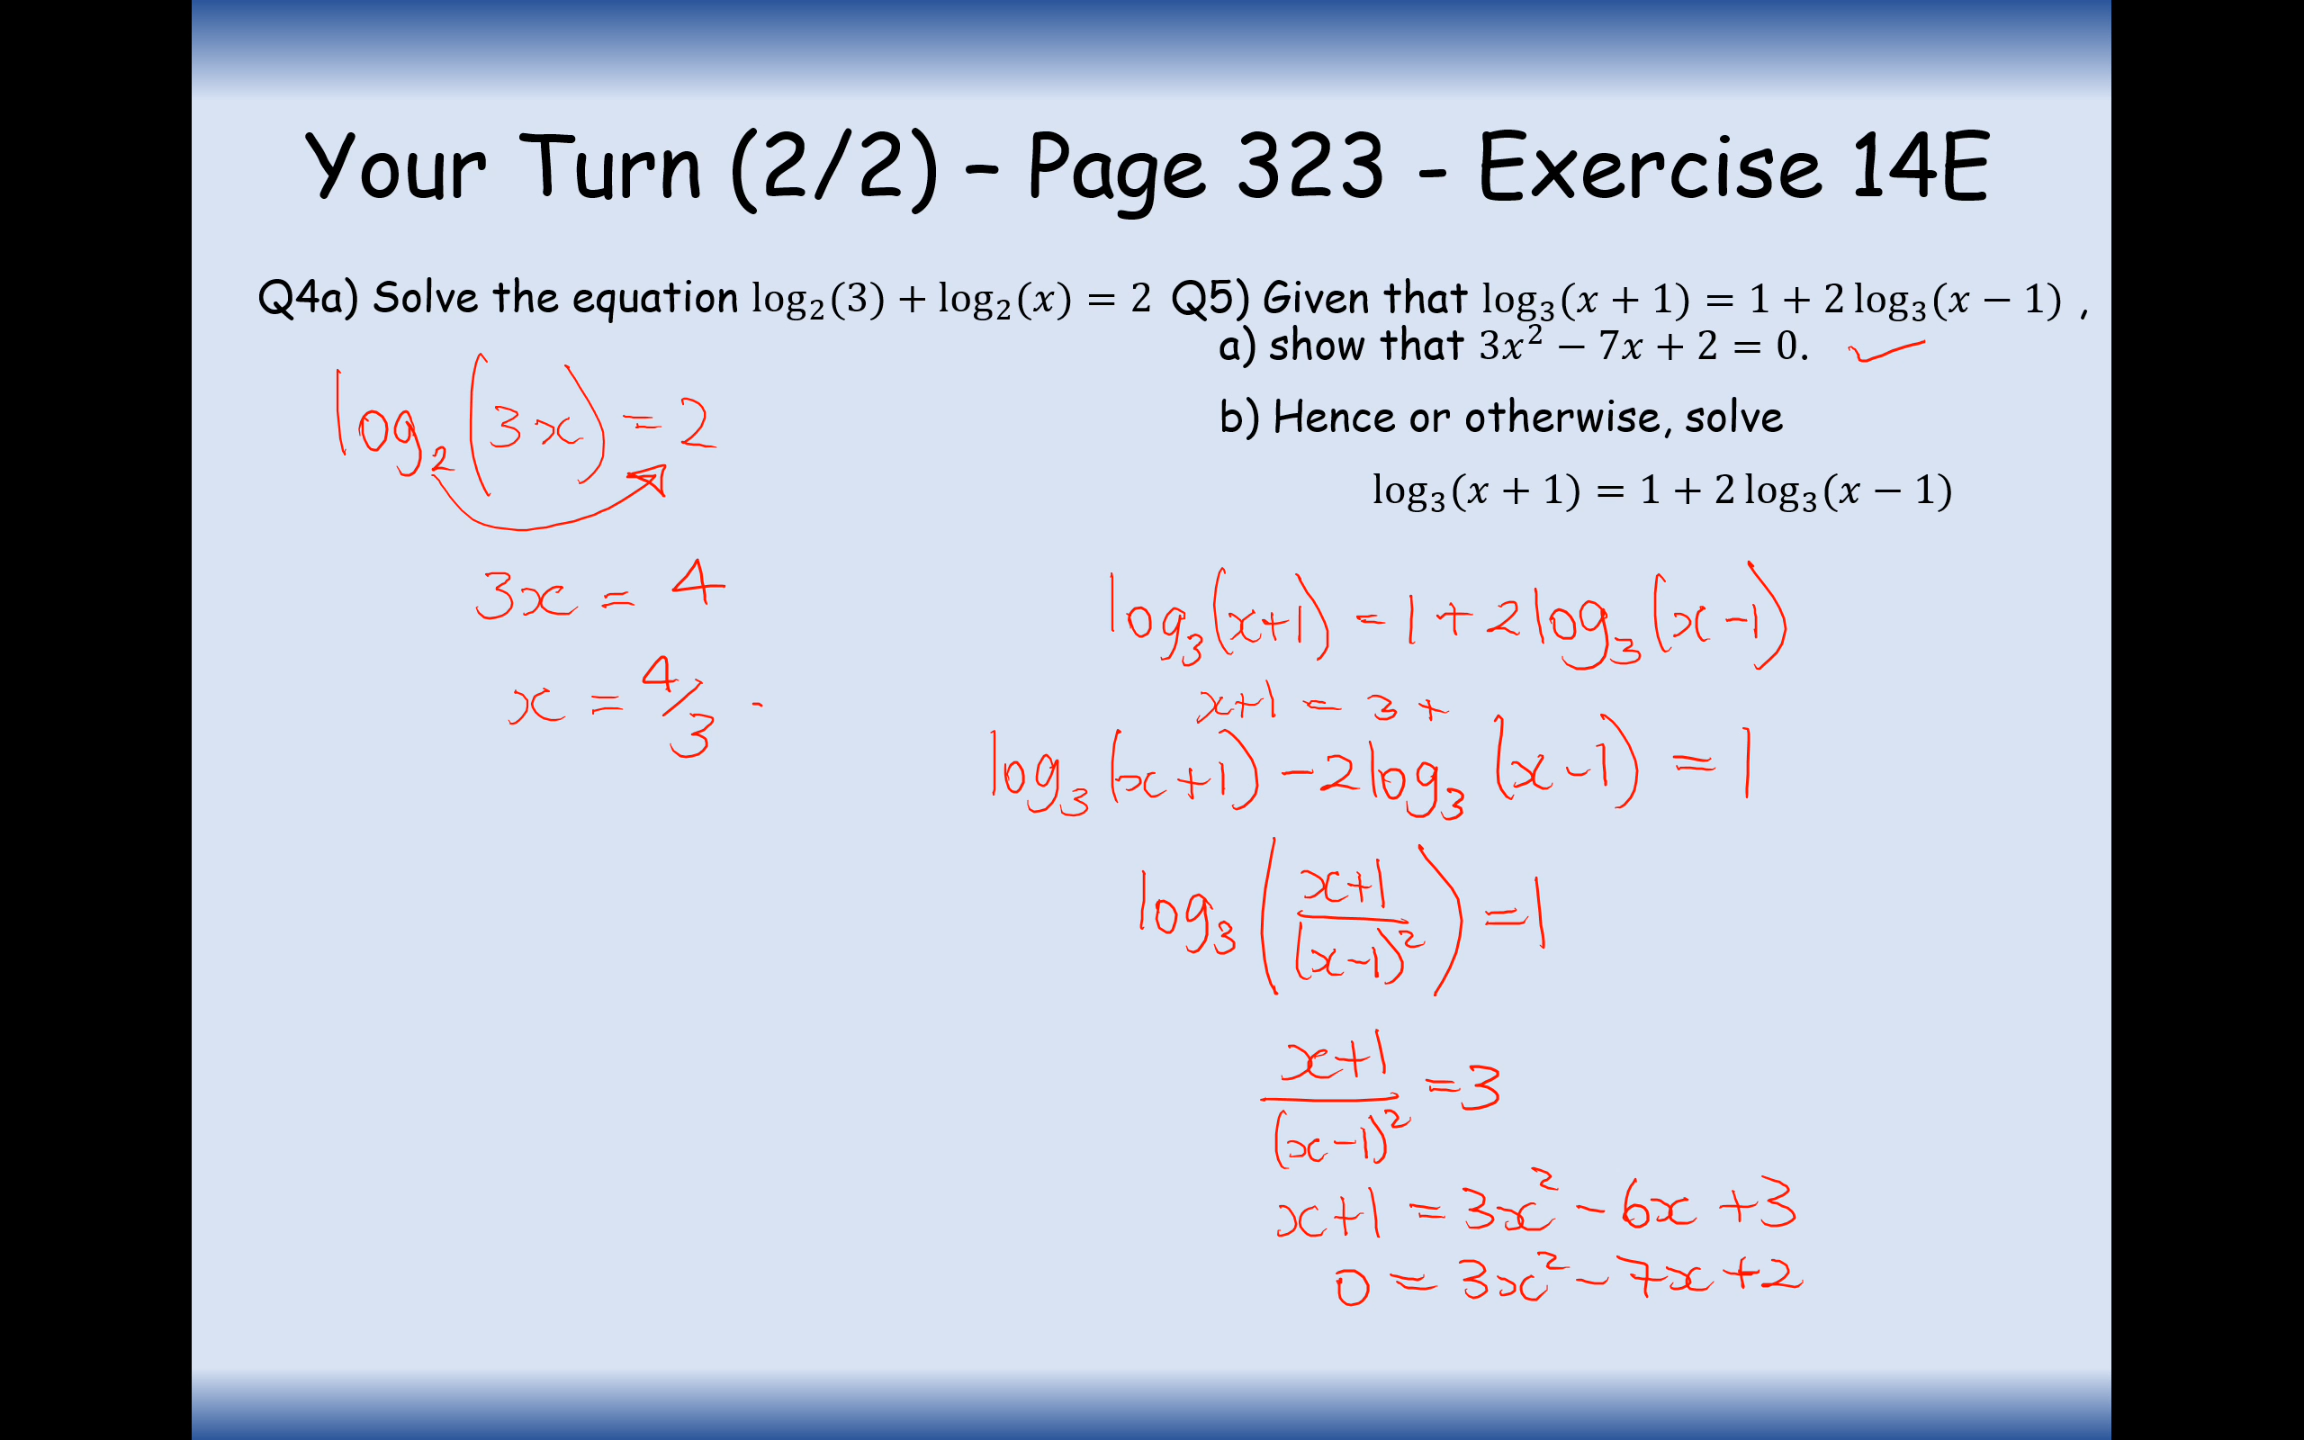 Your Turn (2/2) – Page 323 - Exercise 14E
Q4a) Solve the equation log₂(3) + log₂(x) = 2
log₂(3x) = 2
3x = 4
x = 4/3
Q5) Given that log₃(x + 1) = 1 + 2 log₃(x − 1) ,
a) show that 3x² − 7x + 2 = 0. ✓
b) Hence or otherwise, solve
log₃(x + 1) = 1 + 2 log₃(x − 1)
log₃(x+1) = 1 + 2log₃(x-1)
x+1 = 3 +
log₃(x+1) - 2log₃(x-1) = 1
log₃((x+1)/(x-1)²) = 1
(x+1)/(x-1)² = 3
x+1 = 3x² - 6x + 3
0 = 3x² - 7x + 2